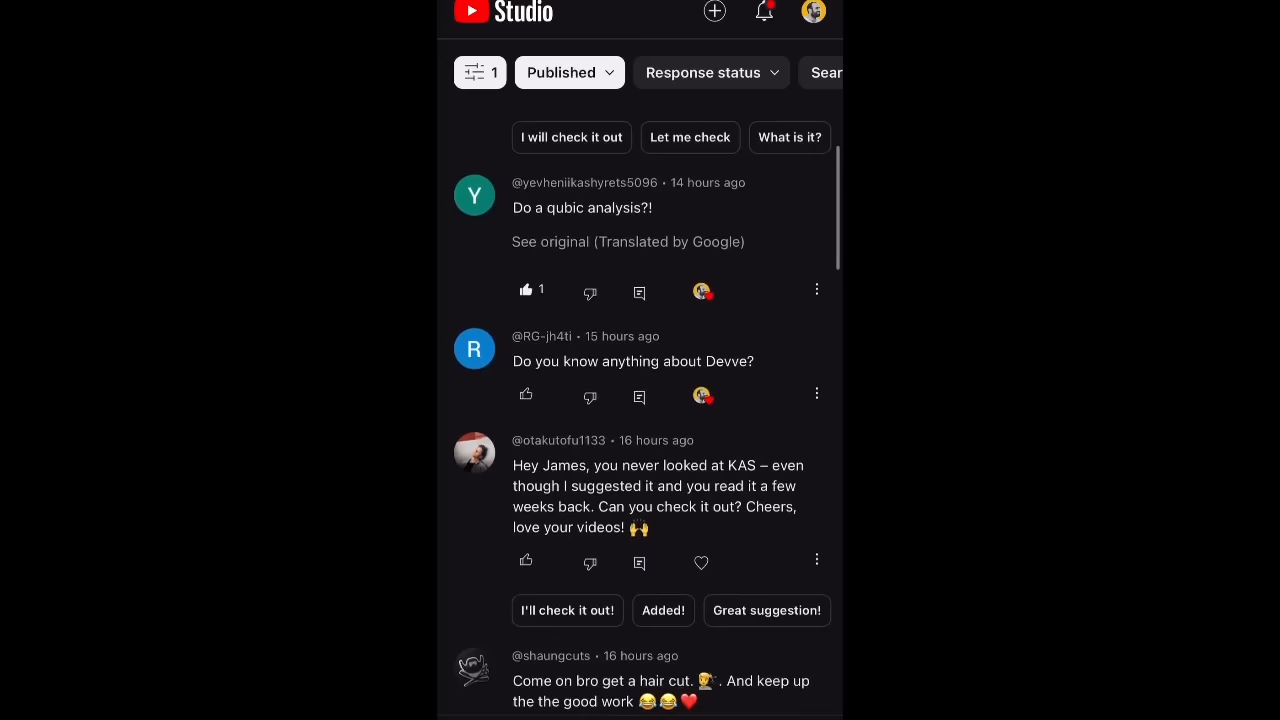 Studio
1
Published
Response status
Sear
I will check it out
Let me check
What is it?
Y
@yevheniikashyrets5096 • 14 hours ago
Do a qubic analysis?!
See original (Translated by Google)
1
R
@RG-jh4ti • 15 hours ago
Do you know anything about Devve?
@otakutofu1133 • 16 hours ago
Hey James, you never looked at KAS – even
though I suggested it and you read it a few
weeks back. Can you check it out? Cheers,
love your videos! 🙌
I'll check it out!
Added!
Great suggestion!
@shaungcuts • 16 hours ago
Come on bro get a hair cut. 💇‍♂️. And keep up
the the good work 😂😂❤️